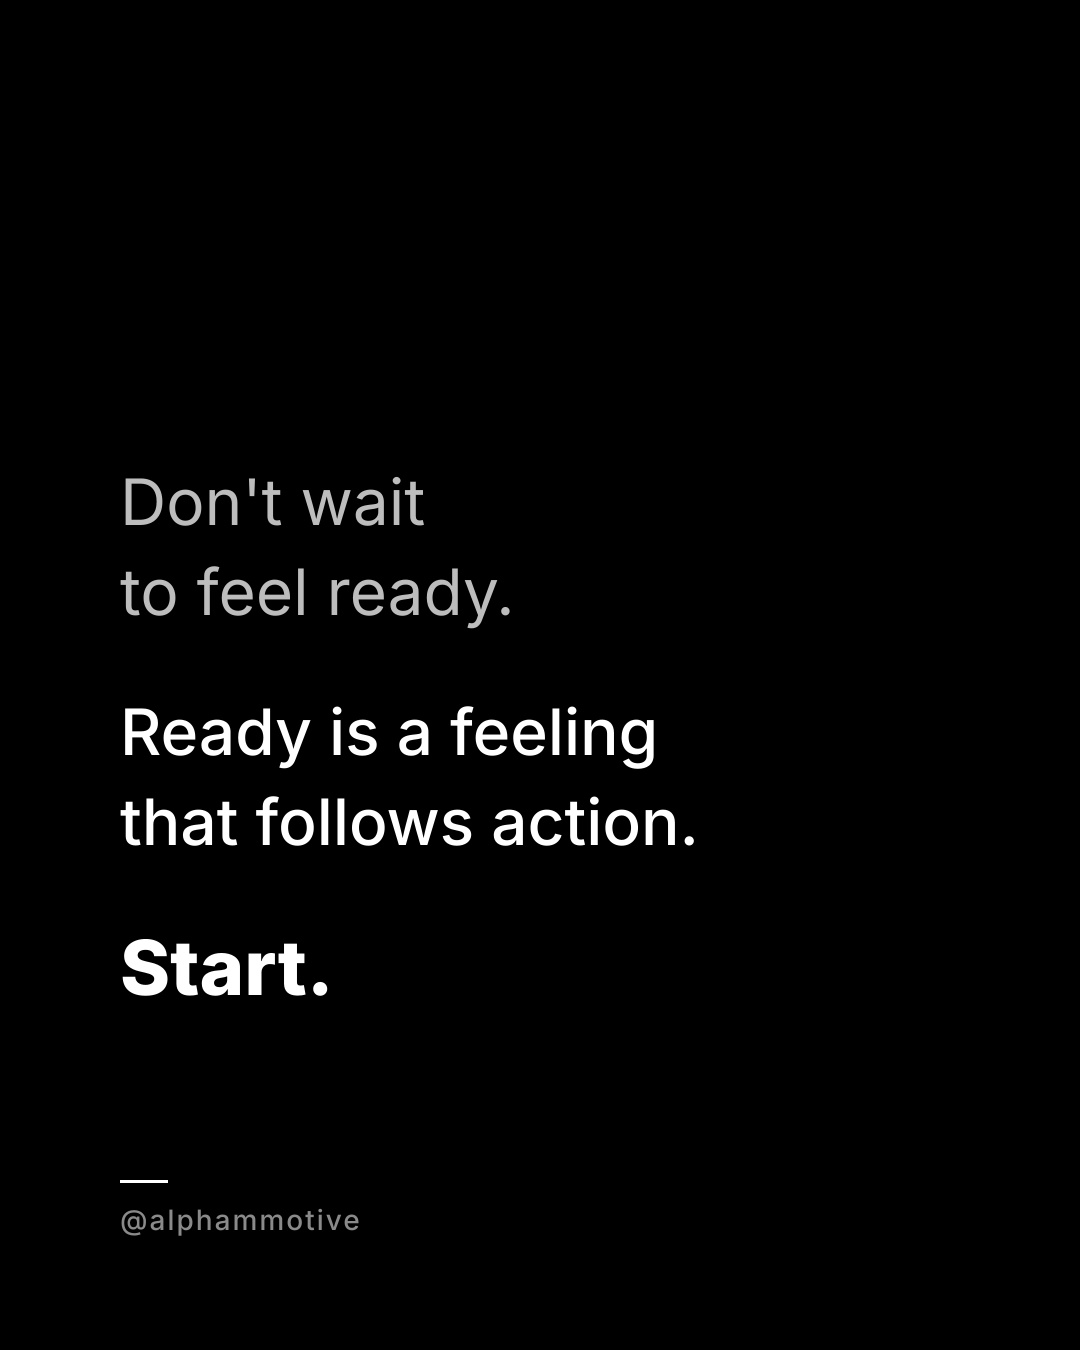 Don't wait
to feel ready.
Ready is a feeling
that follows action.
Start.
@alphammotive